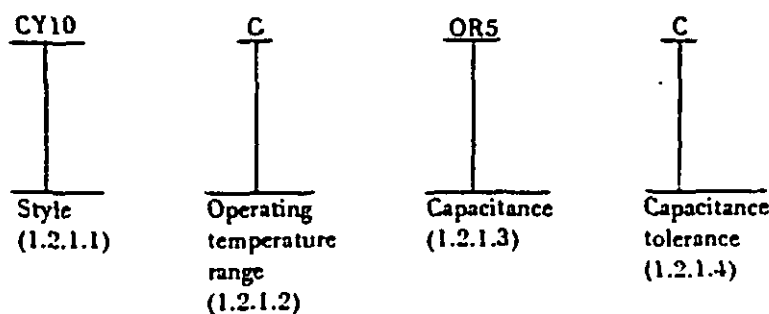 CY10 C OR5 C
Style Operating Capacitance Capacitance
(1.2.1.1) temperature (1.2.1.3) tolerance
range (1.2.1.4)
(1.2.1.2)